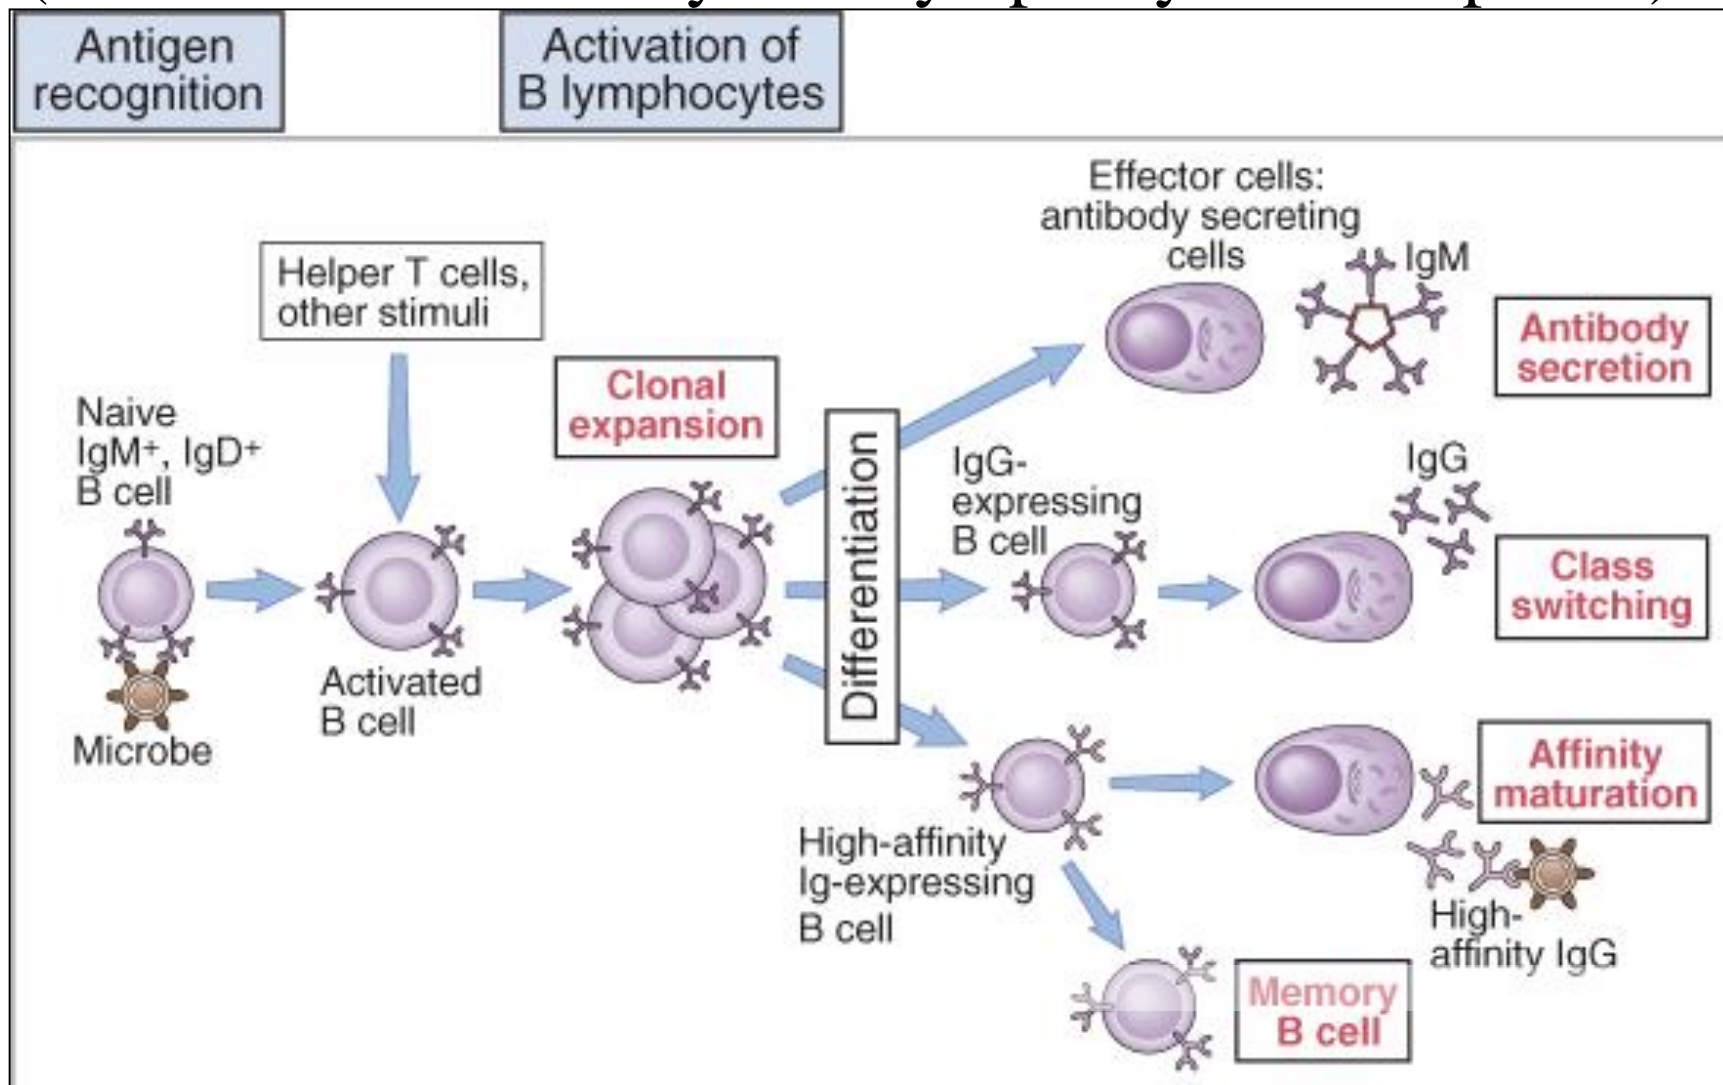 Antigen
recognition
Activation of
B lymphocytes
Effector cells:
antibody secreting
cells
IgM
Antibody
secretion
Helper T cells,
other stimuli
Clonal
expansion
Naive
IgM⁺, IgD⁺
B cell
Differentiation
IgG-
expressing
B cell
IgG
Class
switching
Activated
B cell
Microbe
Affinity
maturation
High-affinity
Ig-expressing
B cell
High-
affinity IgG
Memory
B cell